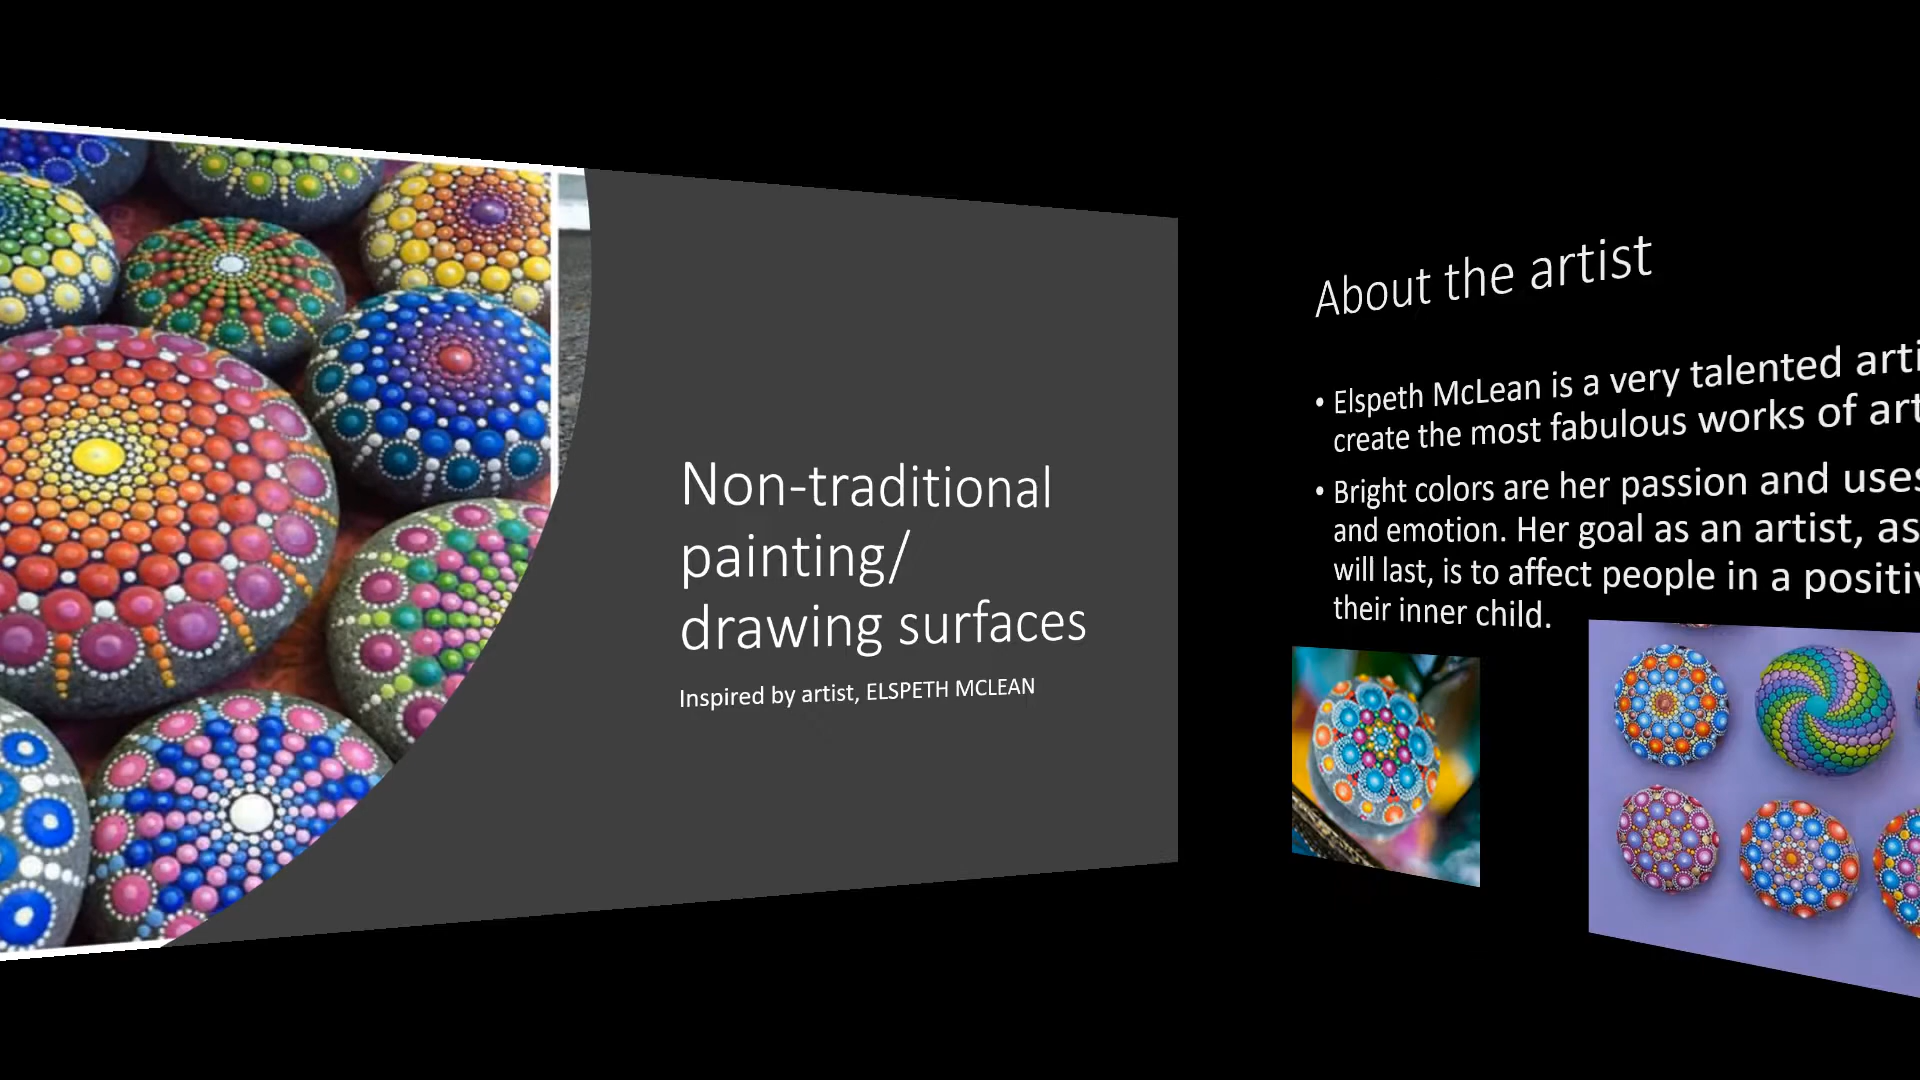 Non-traditional
painting/
drawing surfaces
Inspired by artist, ELSPETH MCLEAN
About the artist
• Elspeth McLean is a very talented
create the most fabulous works of
• Bright colors are her passion and uses
and emotion. Her goal as an artist, as
will last, is to affect people in a
their inner child.